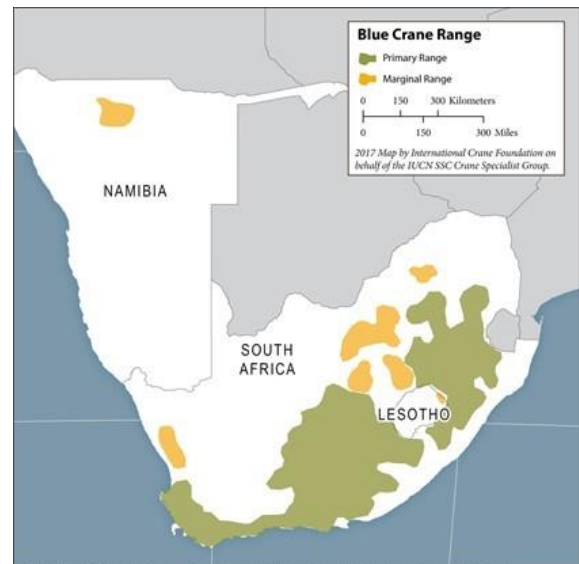 Blue Crane Range
Primary Range
Marginal Range
0 150 300 Kilometers
0 150 300 Miles
2017 Map by International Crane Foundation on
behalf of the IUCN SSC Crane Specialist Group.
NAMIBIA
SOUTH
AFRICA
LESOTHO